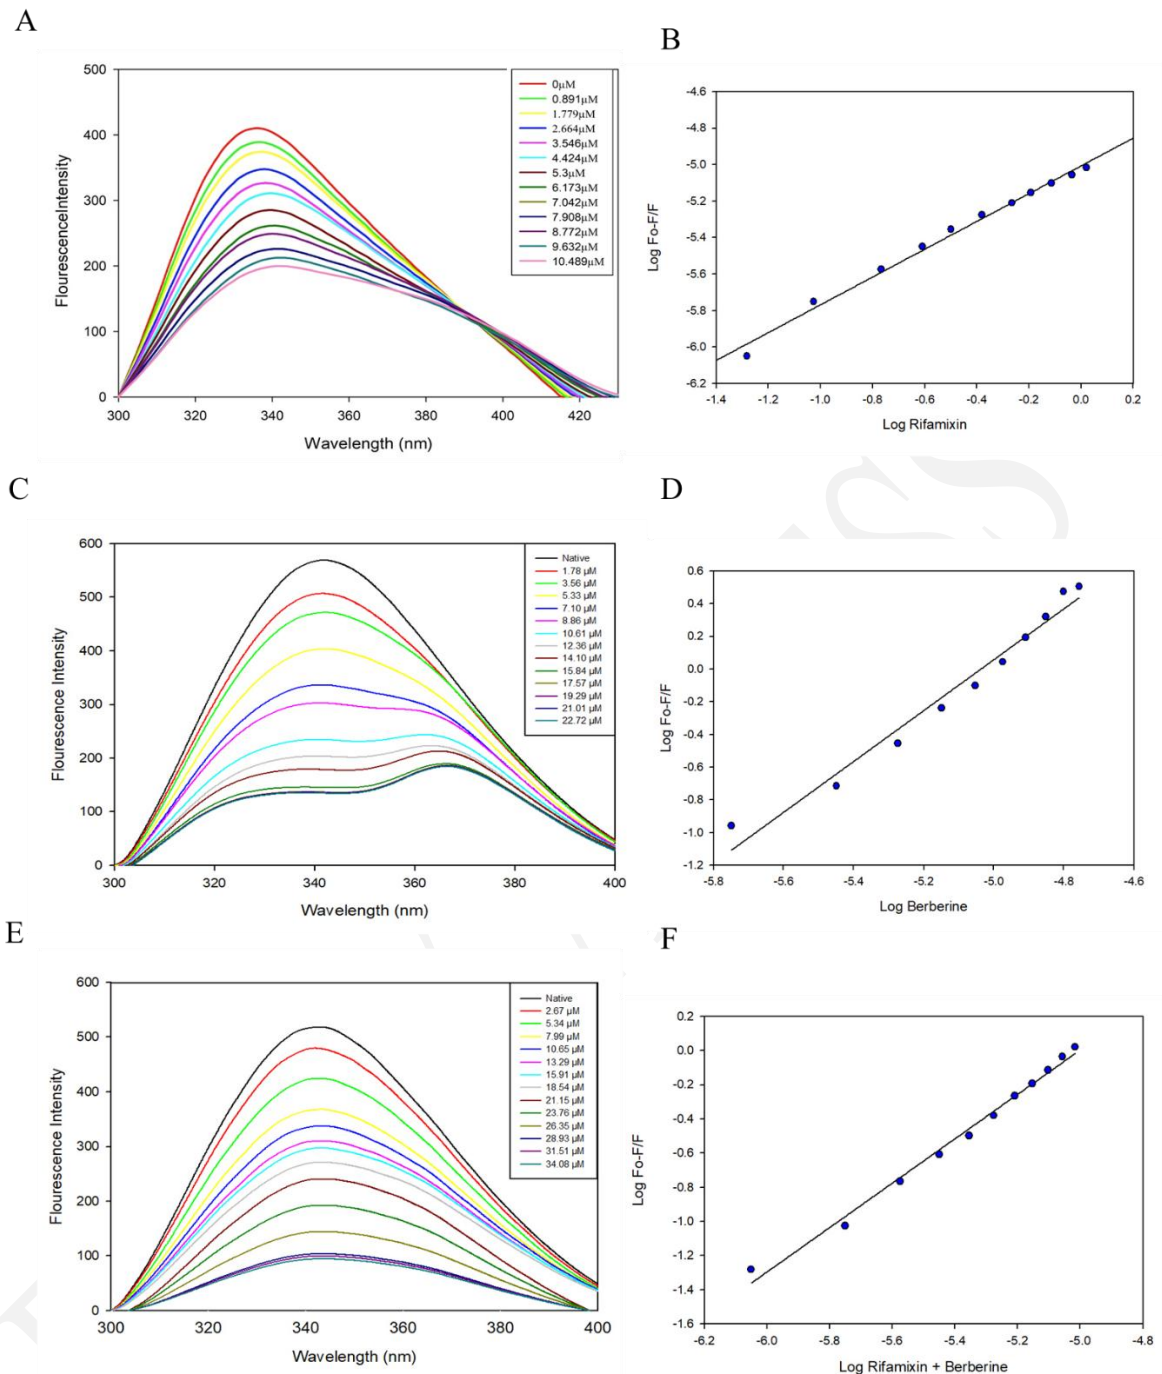 A
500
400
300
200
100
0
FlourescenceIntensity
300 320 340 360 380 400 420
Wavelength (nm)
0µM
0.891µM
1.779µM
2.664µM
3.546µM
4.424µM
5.3µM
6.173µM
7.042µM
7.908µM
8.772µM
9.632µM
10.489µM
B
-4.6
-4.8
-5.0
-5.2
-5.4
-5.6
-5.8
-6.0
-6.2
Log Fo-F/F
-1.4 -1.2 -1.0 -0.8 -0.6 -0.4 -0.2 0.0 0.2
Log Rifamixin
C
600
500
400
300
200
100
0
Flourescence Intensity
300 320 340 360 380 400
Wavelength (nm)
Native
1.78 µM
3.56 µM
5.33 µM
7.10 µM
8.86 µM
10.61 µM
12.36 µM
14.10 µM
15.84 µM
17.57 µM
19.29 µM
21.01 µM
22.72 µM
D
0.6
0.4
0.2
0.0
-0.2
-0.4
-0.6
-0.8
-1.0
-1.2
Log Fo-F/F
-5.8 -5.6 -5.4 -5.2 -5.0 -4.8 -4.6
Log Berberine
E
600
500
400
300
200
100
0
Flourescence Intensity
300 320 340 360 380 400
Wavelength (nm)
Native
2.67 µM
5.34 µM
7.99 µM
10.65 µM
13.29 µM
15.91 µM
18.54 µM
21.15 µM
23.76 µM
26.35 µM
28.93 µM
31.51 µM
34.08 µM
F
0.2
0.0
-0.2
-0.4
-0.6
-0.8
-1.0
-1.2
-1.4
-1.6
Log Fo-F/F
-6.2 -6.0 -5.8 -5.6 -5.4 -5.2 -5.0 -4.8
Log Rifamixin + Berberine